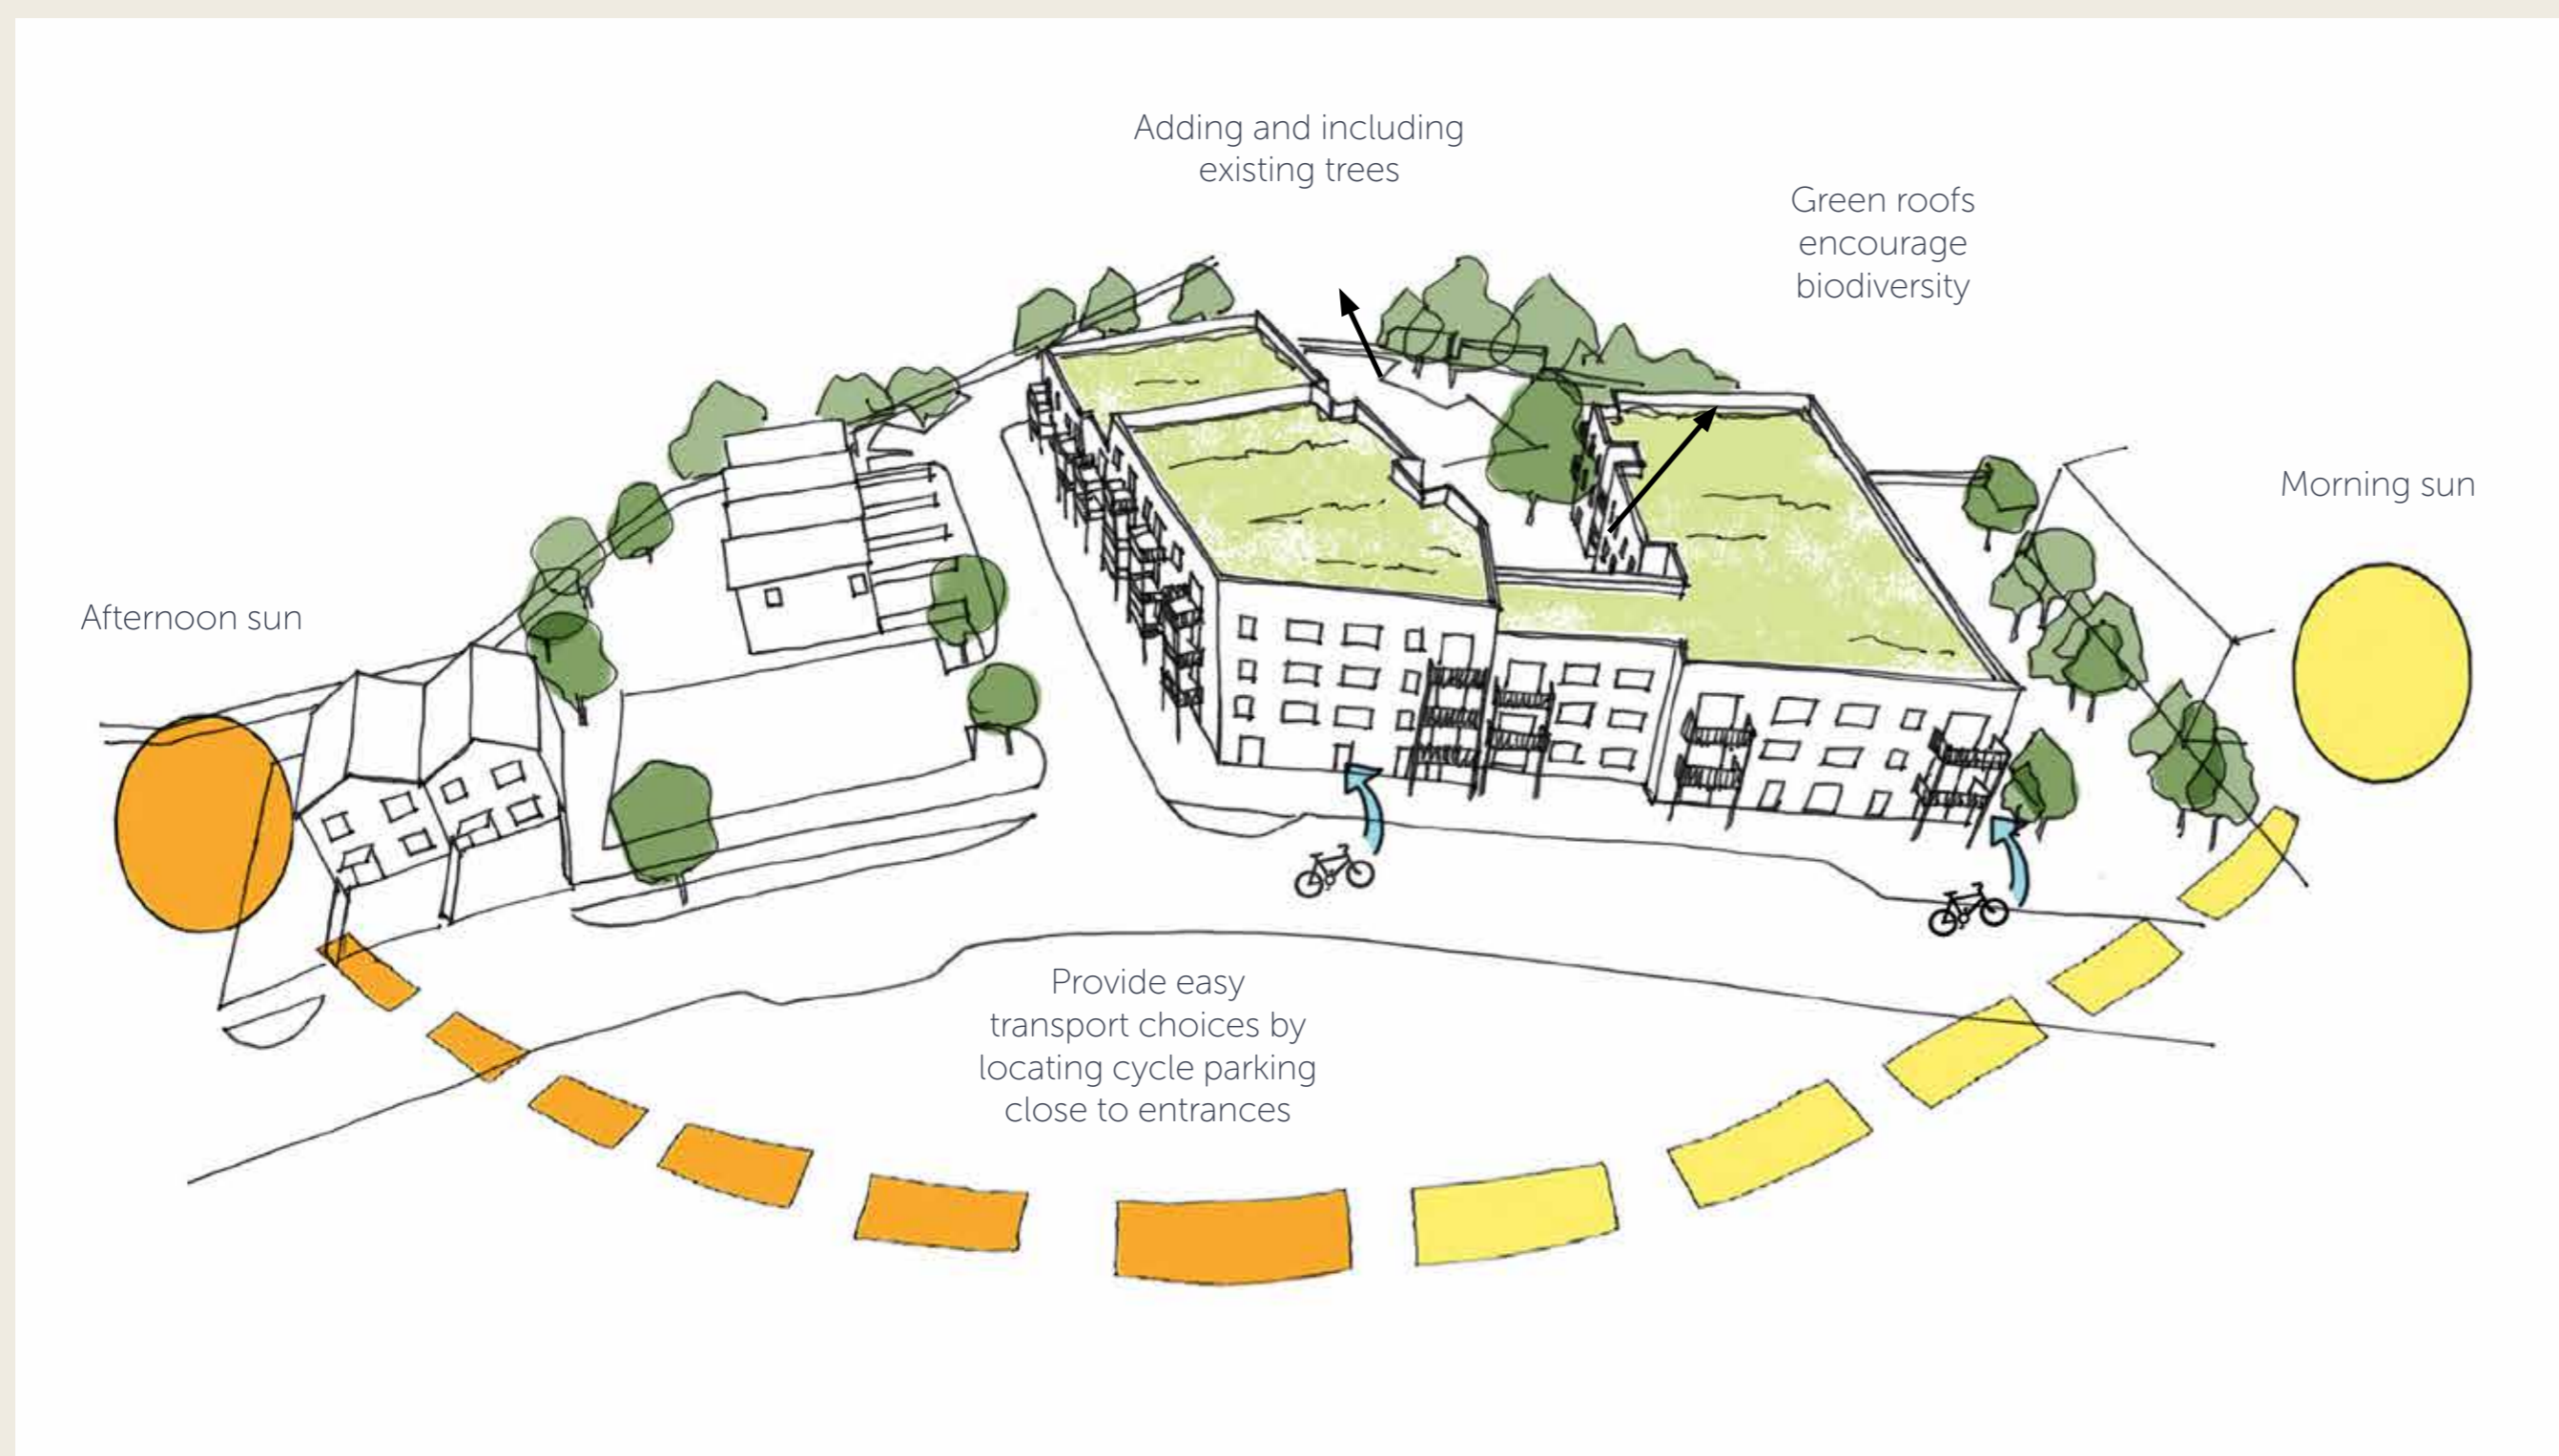 Adding and including
existing trees
Green roofs
encourage
biodiversity
Morning sun
Afternoon sun
Provide easy
transport choices by
locating cycle parking
close to entrances